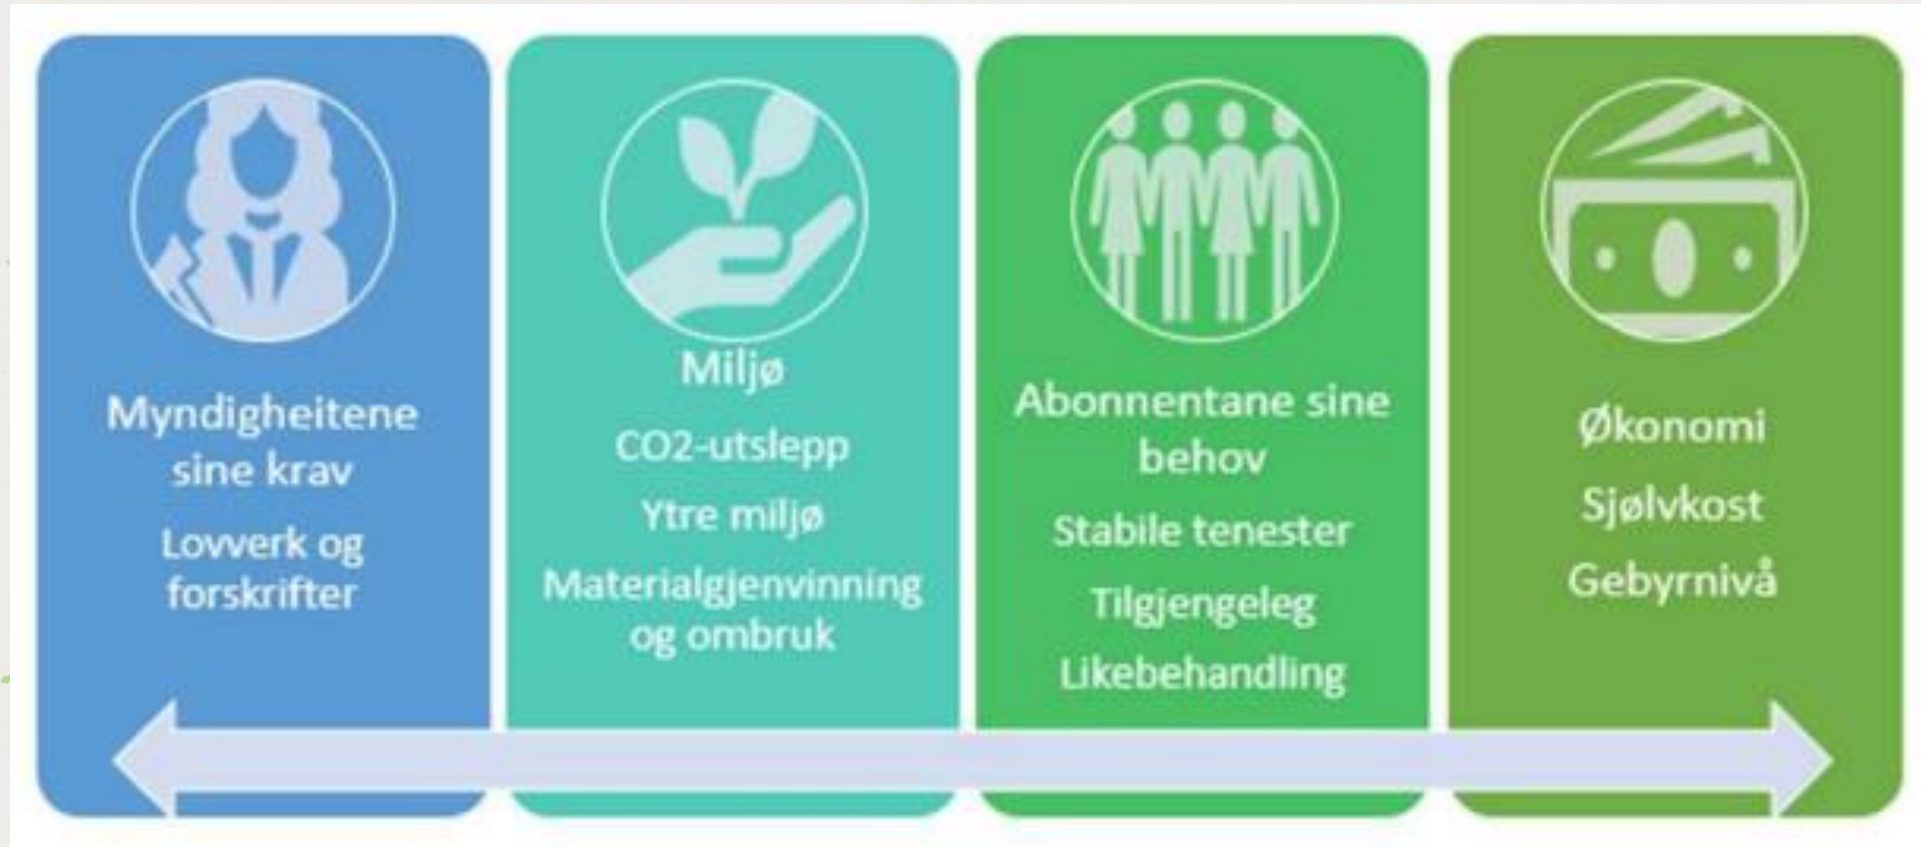 Myndigheitene
sine krav
Lovverk og
forskrifter
Miljø
CO2-utslepp
Ytre miljø
Materialgjenvinning
og ombruk
Abonnentane sine
behov
Stabile tenester
Tilgjengeleg
Likebehandling
Økonomi
Sjølvkost
Gebyrnivå